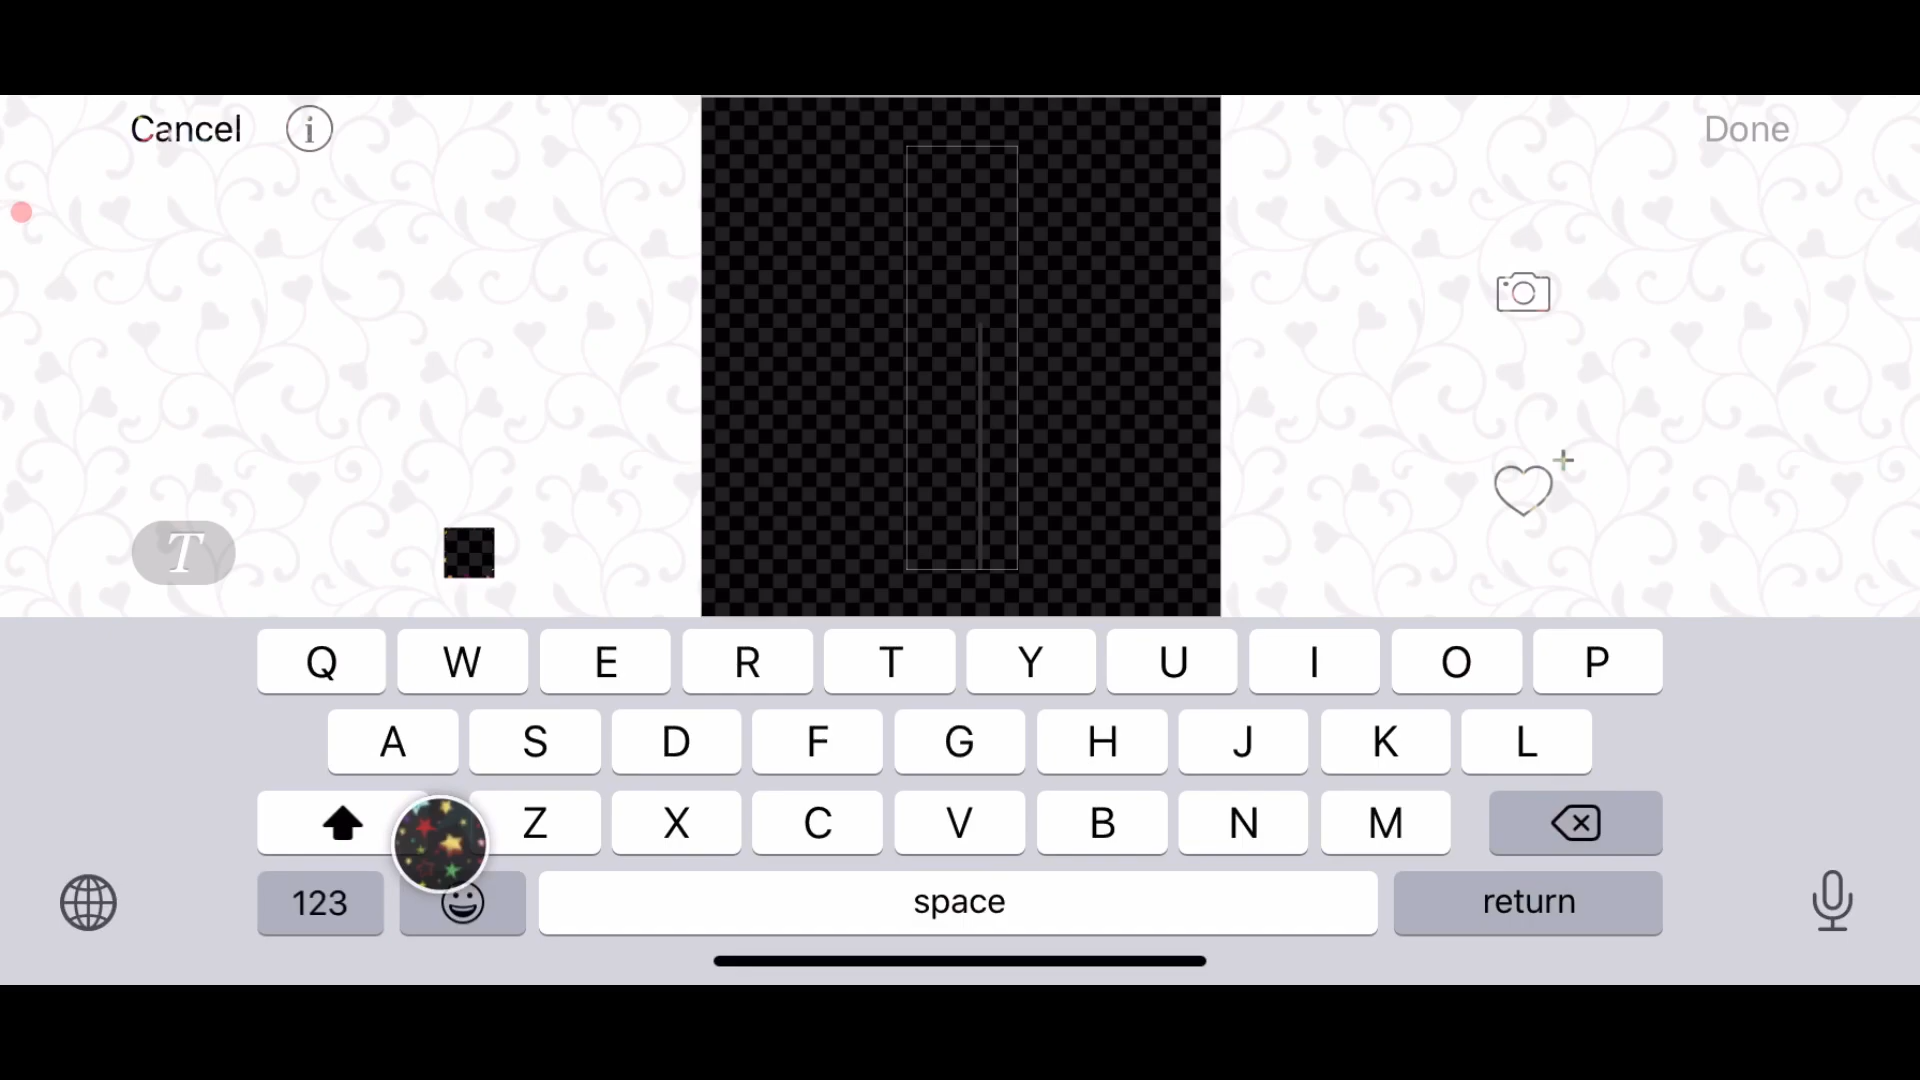 Cancel i Done
T
Q W E R T Y U I O P
A S D F G H J K L
Z X C V B N M
123 space return